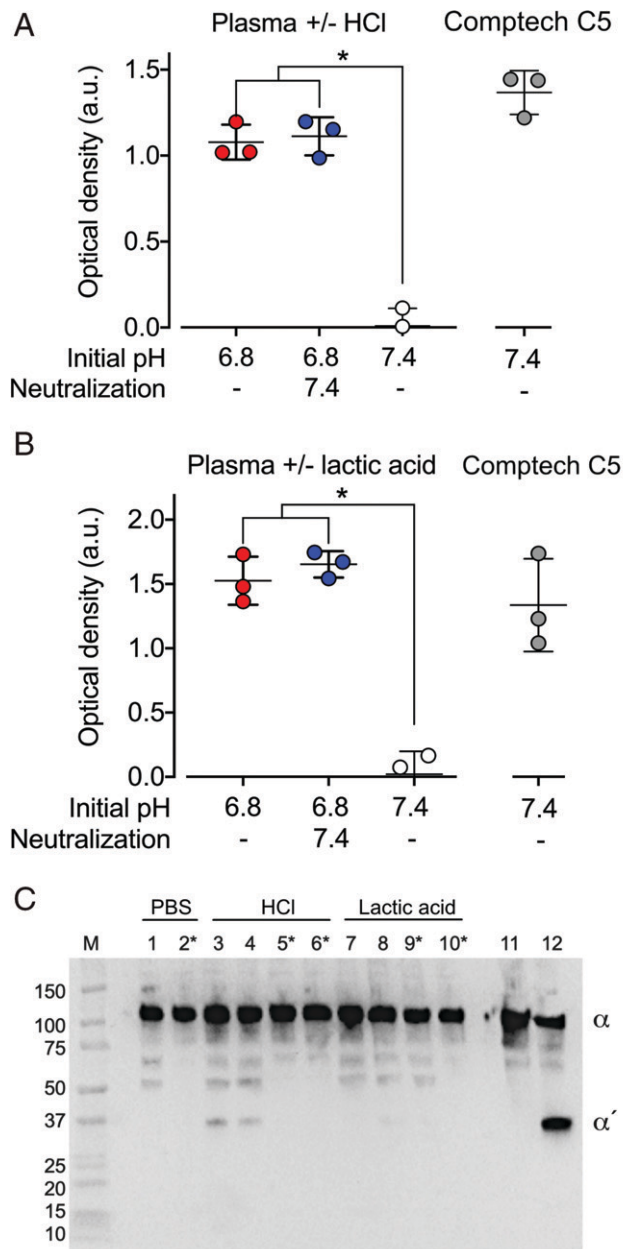 A
Plasma +/- HCl
Comptech C5
*
Optical density (a.u.)
1.5
1.0
0.5
0.0
Initial pH 6.8 6.8 7.4 7.4
Neutralization - 7.4 - -
B
Plasma +/- lactic acid
Comptech C5
*
Optical density (a.u.)
2.0
1.5
1.0
0.5
0.0
Initial pH 6.8 6.8 7.4 7.4
Neutralization - 7.4 - -
C
PBS HCl Lactic acid
M 1 2* 3 4 5* 6* 7 8 9* 10* 11 12
150
100
75
50
37
25
20
15
10
α
α´